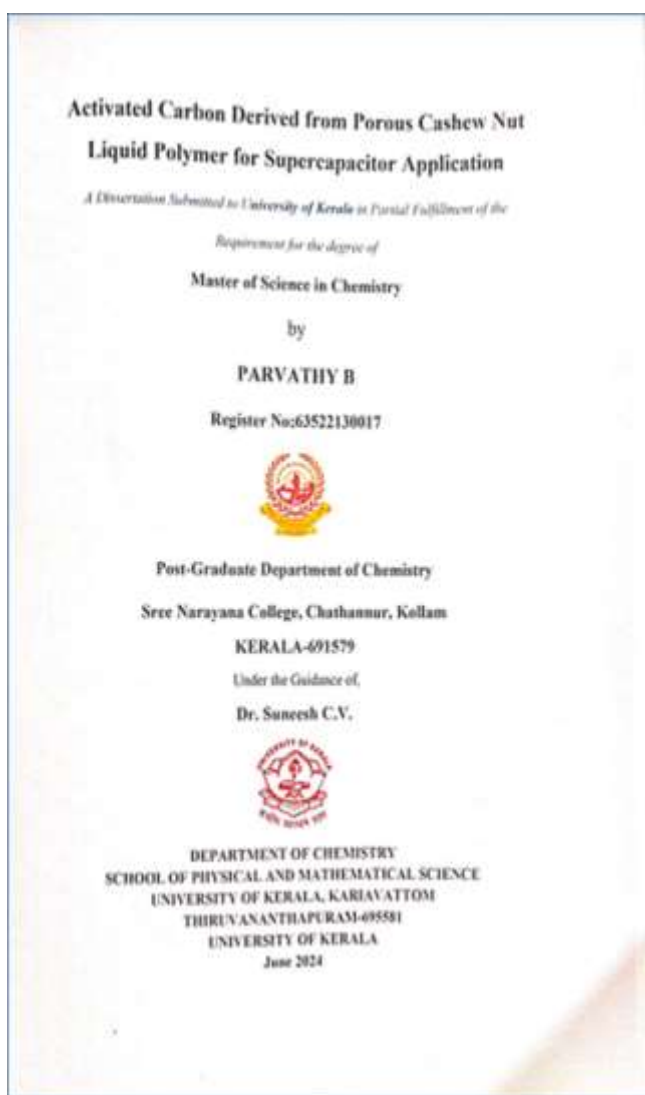 Activated Carbon Derived from Porous Cashew Nut
Liquid Polymer for Supercapacitor Application
A Dissertation Submitted to University of Kerala in Partial Fulfillment of the
Requirement for the degree of
Master of Science in Chemistry
by
PARVATHY B
Register No:63522130017
Post-Graduate Department of Chemistry
Sree Narayana College, Chathannur, Kollam
KERALA-691579
Under the Guidance of,
Dr. Suneesh C.V.
UNIVERSITY OF KERALA
DEPARTMENT OF CHEMISTRY
SCHOOL OF PHYSICAL AND MATHEMATICAL SCIENCE
UNIVERSITY OF KERALA, KARIAVATTOM
THIRUVANANTHAPURAM-695581
UNIVERSITY OF KERALA
June 2024